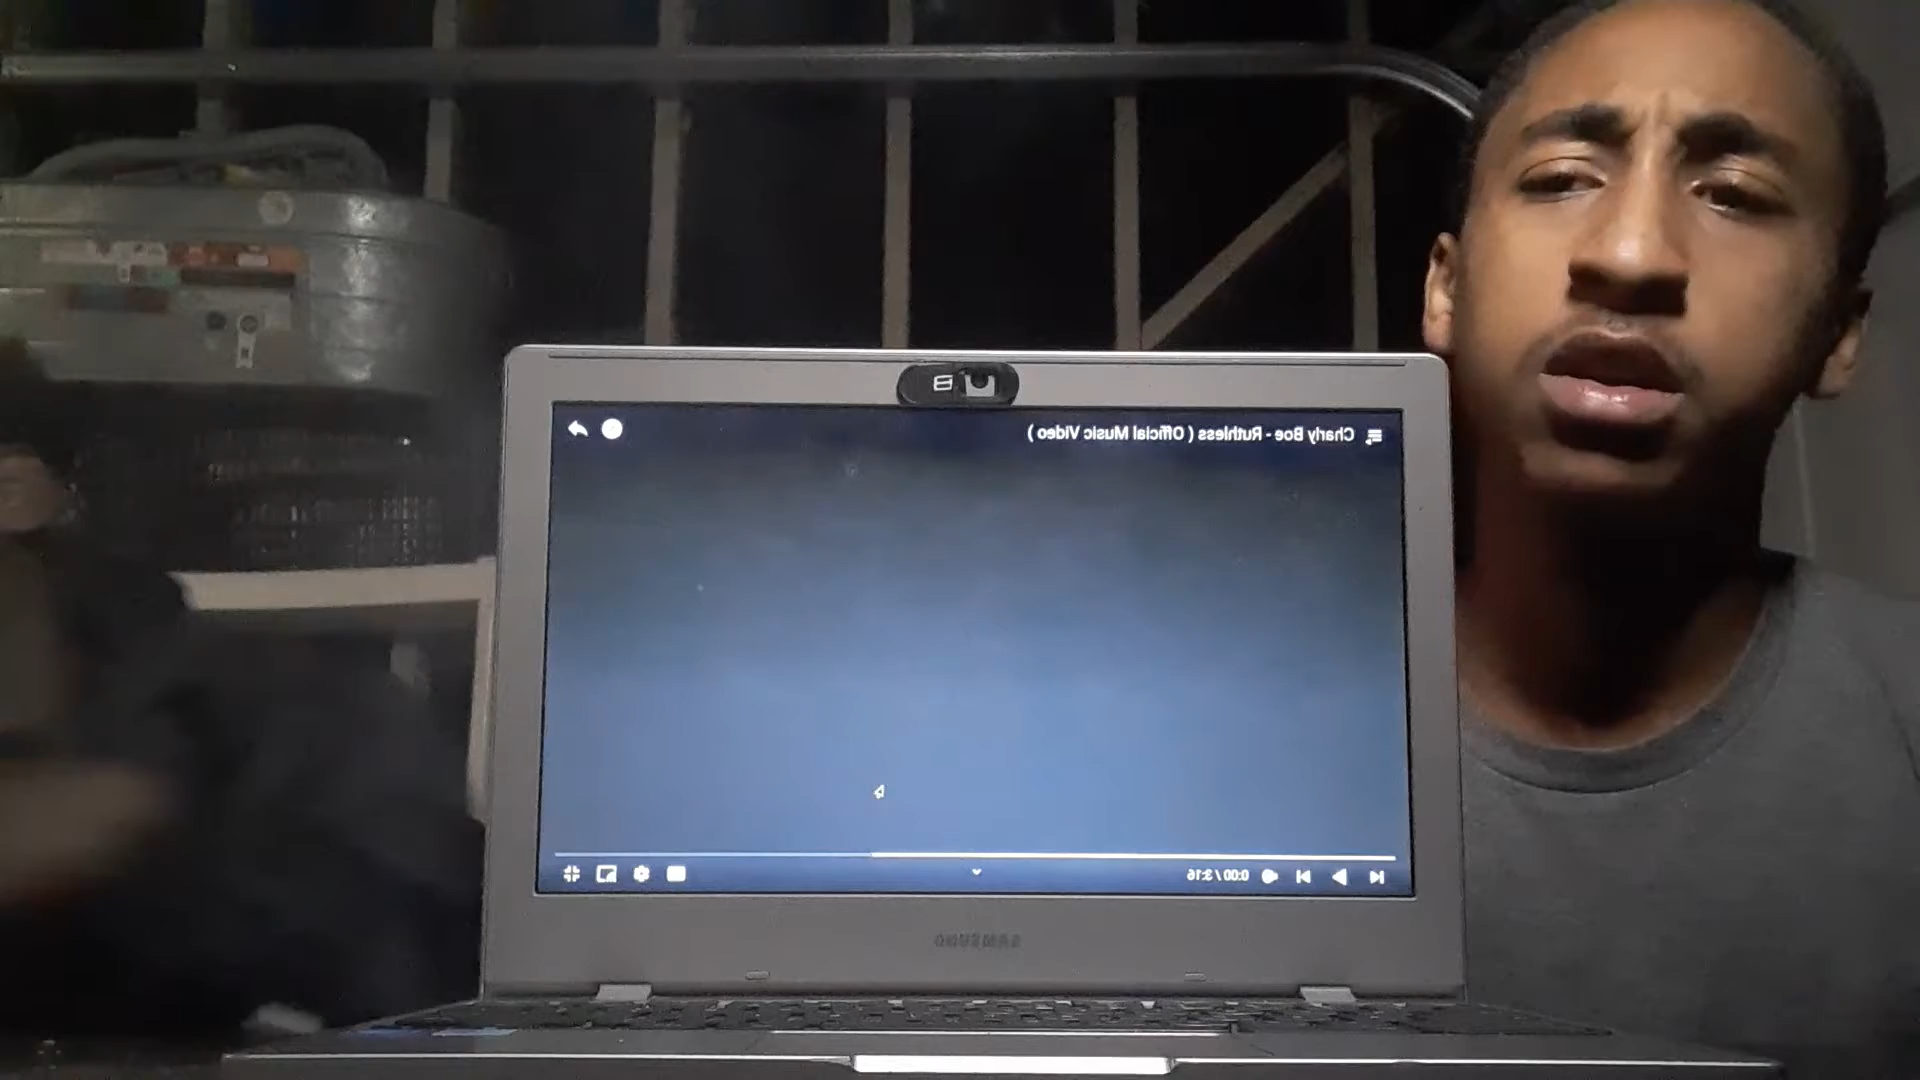 Charly Boe - Ruthless ( Official Music Video )
0:00 / 3:16
SAMSUNG